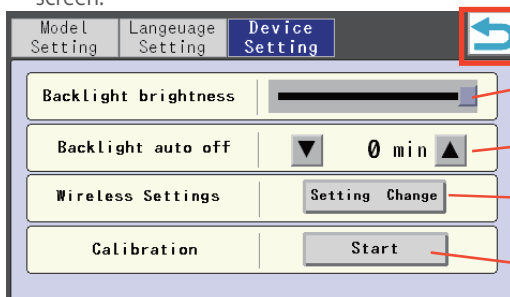 screen.
Model Setting
Langeuage Setting
Device Setting
Backlight brightness
Backlight auto off
▼ 0 min ▲
Wireless Settings
Setting Change
Calibration
Start